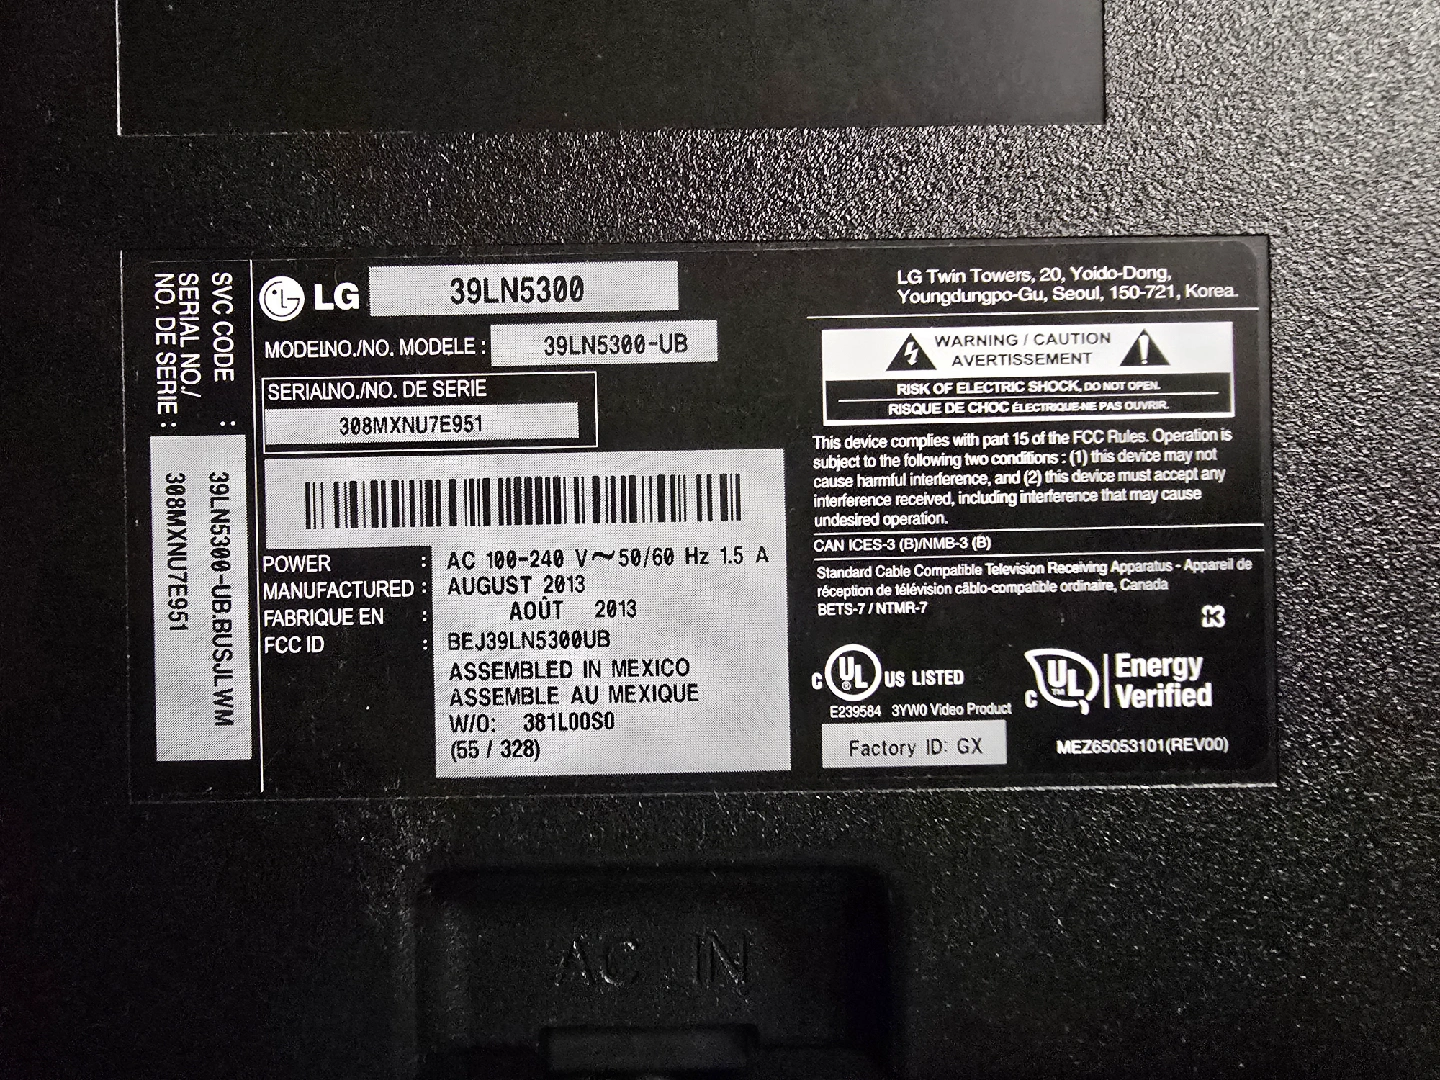 SVC CODE : 39LN5300-UB.BUSJLWM
SERIAL NO./
NO. DE SERIE : 308MXNU7E951
LG 39LN5300
MODELNO./NO. MODELE : 39LN5300-UB
SERIALNO./NO. DE SERIE
308MXNU7E951
POWER : AC 100-240 V~50/60 Hz 1.5 A
MANUFACTURED : AUGUST 2013
FABRIQUE EN : AOÛT 2013
FCC ID : BEJ39LN5300UB
ASSEMBLED IN MEXICO
ASSEMBLE AU MEXIQUE
W/O: 381L00S0
(55 / 328)
LG Twin Towers, 20, Yoido-Dong,
Youngdungpo-Gu, Seoul, 150-721, Korea.
WARNING / CAUTION
AVERTISSEMENT
RISK OF ELECTRIC SHOCK, DO NOT OPEN.
RISQUE DE CHOC ÉLECTRIQUE-NE PAS OUVRIR.
This device complies with part 15 of the FCC Rules. Operation is
subject to the following two conditions : (1) this device may not
cause harmful interference, and (2) this device must accept any
interference received, including interference that may cause
undesired operation.
CAN ICES-3 (B)/NMB-3 (B)
Standard Cable Compatible Television Receiving Apparatus - Appareil de
réception de télévision câblo-compatible ordinaire, Canada
BETS-7 / NTMR-7
C UL ® US LISTED
E239584 3YW0 Video Product
C UL TM Energy
Verified
Factory ID: GX
MEZ65053101(REV00)
AC IN